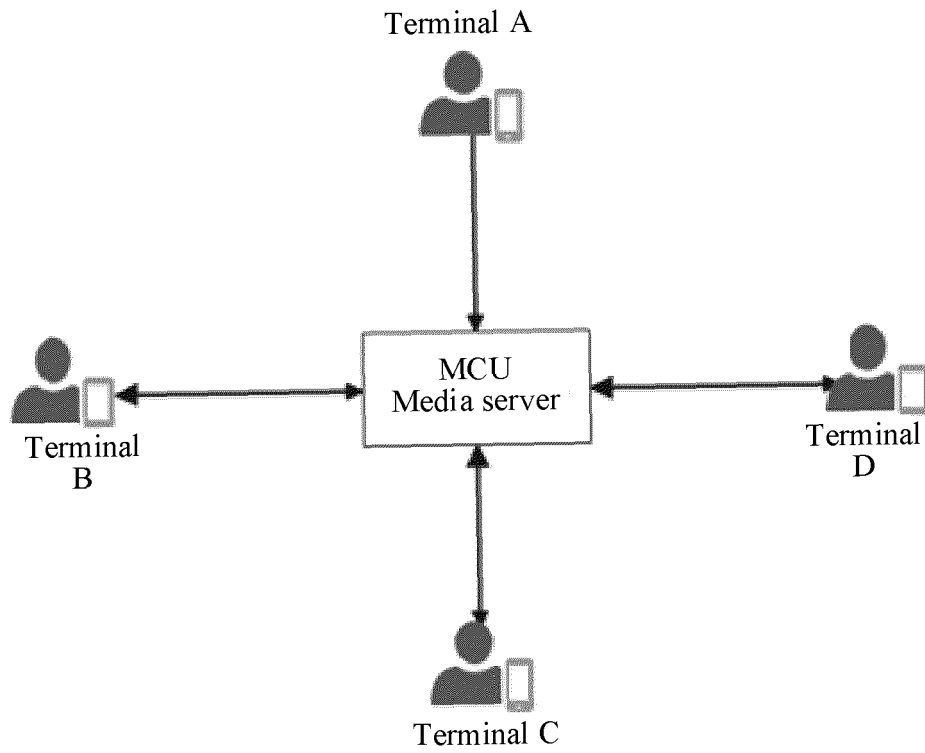 Terminal A
MCU
Media server
Terminal
B
Terminal
D
Terminal C